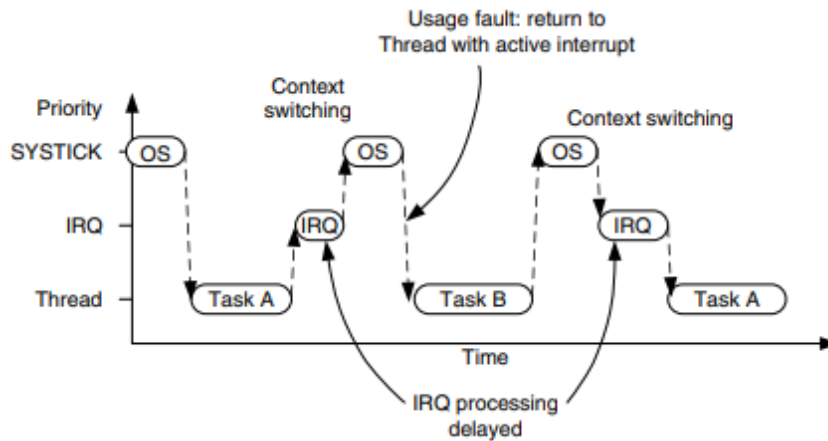 Usage fault: return to
Thread with active interrupt
Context
switching
Context switching
Priority
SYSTICK
OS
OS
OS
IRQ
IRQ
IRQ
Thread
Task A
Task B
Task A
Time
IRQ processing
delayed